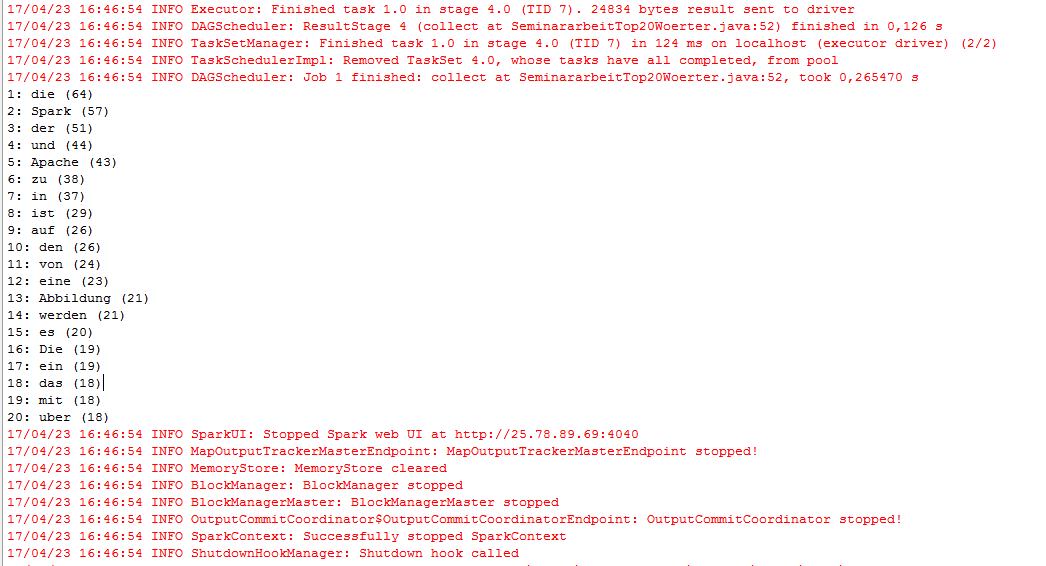 17/04/23 16:46:54 INFO Executor: Finished task 1.0 in stage 4.0 (TID 7). 24834 bytes result sent to driver
17/04/23 16:46:54 INFO DAGScheduler: ResultStage 4 (collect at SeminararbeitTop20Woerter.java:52) finished in 0,126 s
17/04/23 16:46:54 INFO TaskSetManager: Finished task 1.0 in stage 4.0 (TID 7) in 124 ms on localhost (executor driver) (2/2)
17/04/23 16:46:54 INFO TaskSchedulerImpl: Removed TaskSet 4.0, whose tasks have all completed, from pool
17/04/23 16:46:54 INFO DAGScheduler: Job 1 finished: collect at SeminararbeitTop20Woerter.java:52, took 0,265470 s
1: die (64)
2: Spark (57)
3: der (51)
4: und (44)
5: Apache (43)
6: zu (38)
7: in (37)
8: ist (29)
9: auf (26)
10: den (26)
11: von (24)
12: eine (23)
13: Abbildung (21)
14: werden (21)
15: es (20)
16: Die (19)
17: ein (19)
18: das (18)
19: mit (18)
20: uber (18)
17/04/23 16:46:54 INFO SparkUI: Stopped Spark web UI at http://25.78.89.69:4040
17/04/23 16:46:54 INFO MapOutputTrackerMasterEndpoint: MapOutputTrackerMasterEndpoint stopped!
17/04/23 16:46:54 INFO MemoryStore: MemoryStore cleared
17/04/23 16:46:54 INFO BlockManager: BlockManager stopped
17/04/23 16:46:54 INFO BlockManagerMaster: BlockManagerMaster stopped
17/04/23 16:46:54 INFO OutputCommitCoordinator$OutputCommitCoordinatorEndpoint: OutputCommitCoordinator stopped!
17/04/23 16:46:54 INFO SparkContext: Successfully stopped SparkContext
17/04/23 16:46:54 INFO ShutdownHookManager: Shutdown hook called